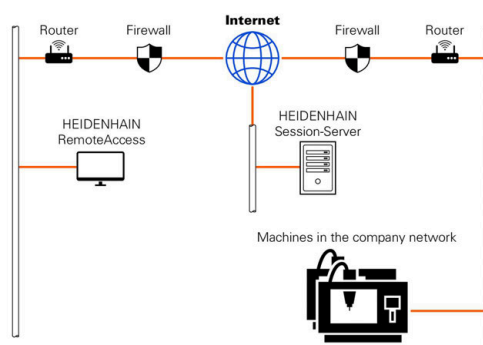 Internet
Router
Firewall
Firewall
Router
HEIDENHAIN
RemoteAccess
HEIDENHAIN
Session-Server
Machines in the company network